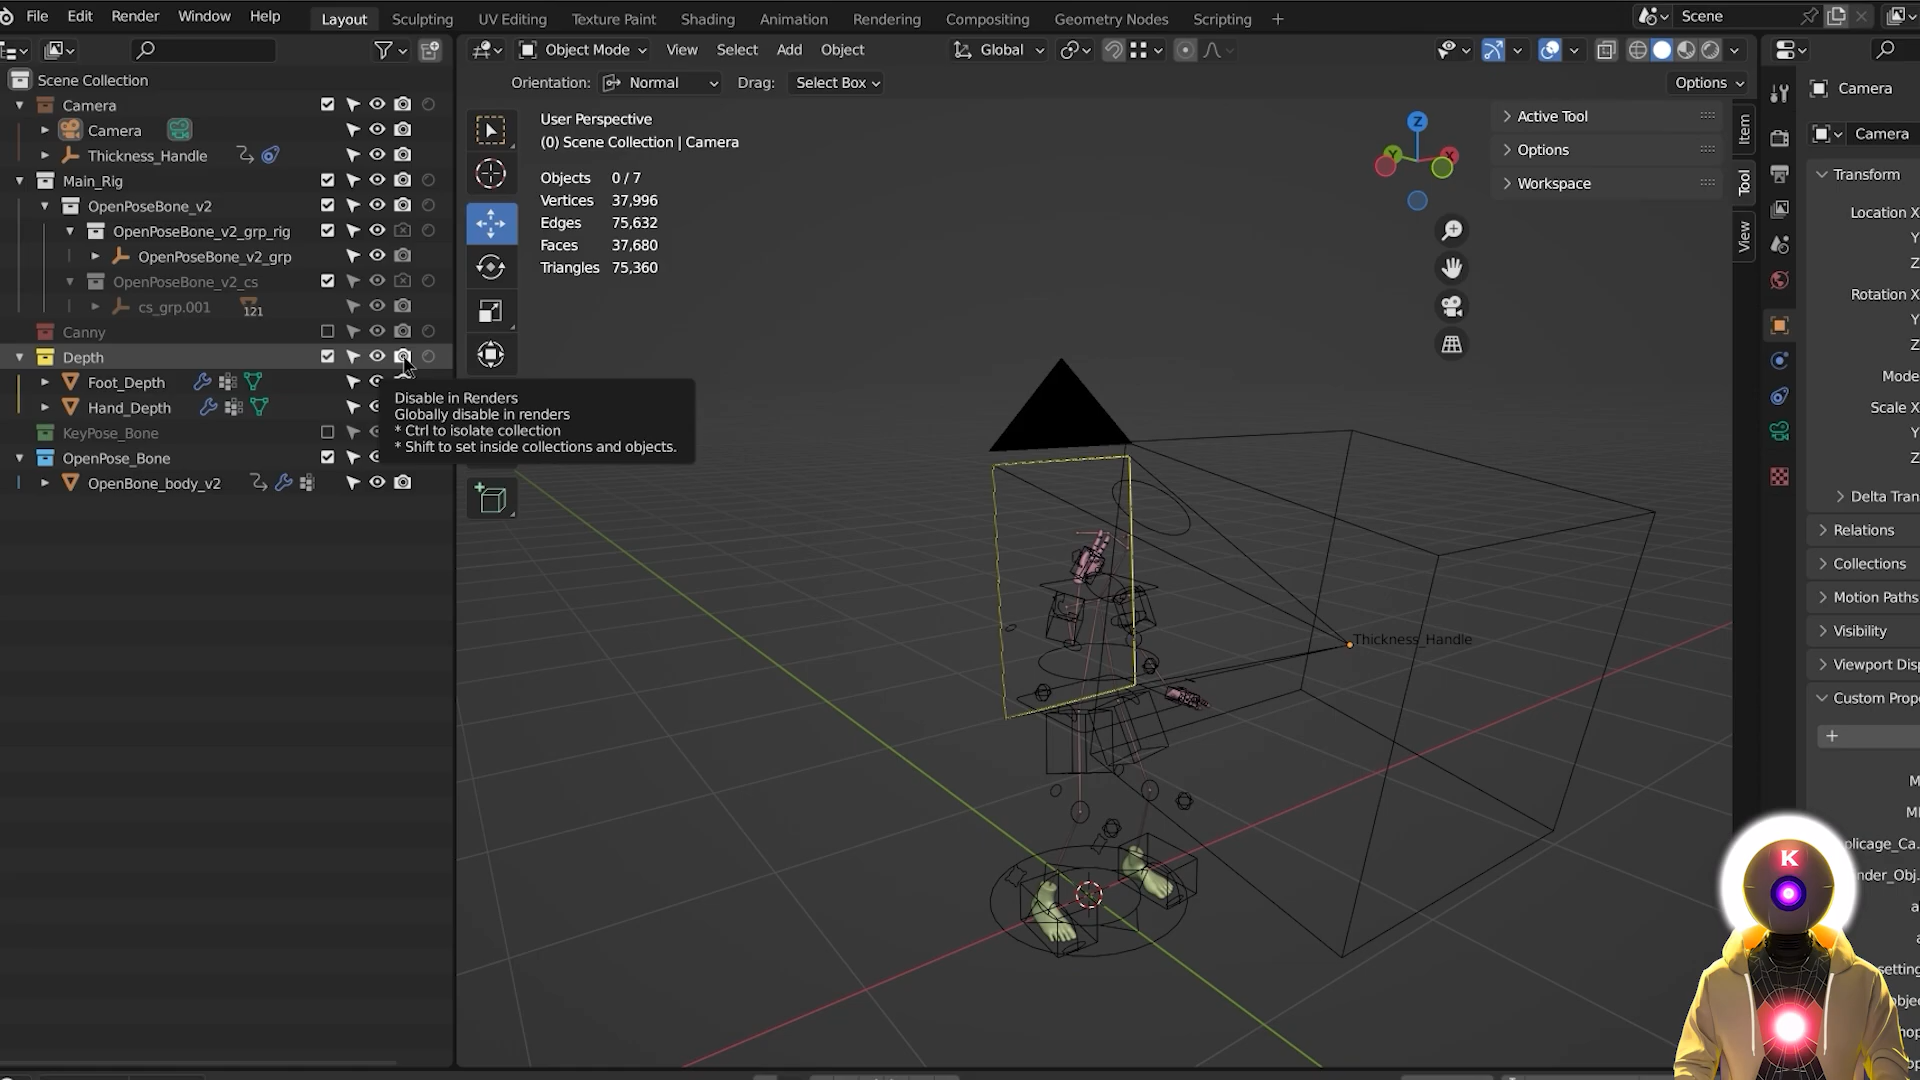 File Edit Render Window Help
Layout Sculpting UV Editing Texture Paint Shading Animation Rendering Compositing Geometry Nodes Scripting +
Scene
Object Mode View Select Add Object
Global
Orientation: Normal Drag: Select Box
Options
Scene Collection
Camera
Camera
Thickness_Handle
Main_Rig
OpenPoseBone_v2
OpenPoseBone_v2_grp_rig
OpenPoseBone_v2_grp
OpenPoseBone_v2_cs
cs_grp.001 121
Canny
Depth
Foot_Depth
Hand_Depth
KeyPose_Bone
OpenPose_Bone
OpenBone_body_v2
Disable in Renders
Globally disable in renders
* Ctrl to isolate collection
* Shift to set inside collections and objects.
User Perspective
(0) Scene Collection | Camera
Objects 0 / 7
Vertices 37,996
Edges 75,632
Faces 37,680
Triangles 75,360
Z
Y
X
Thickness_Handle
Active Tool
Options
Workspace
Item
Tool
View
Camera
Camera
Transform
Location X
Y
Z
Rotation X
Y
Z
Mode
Scale X
Y
Z
Delta Tran
Relations
Collections
Motion Paths
Visibility
Viewport Disp
Custom Prop
+
M
plicage_Ca.
nder_Obj.
a
setting
K